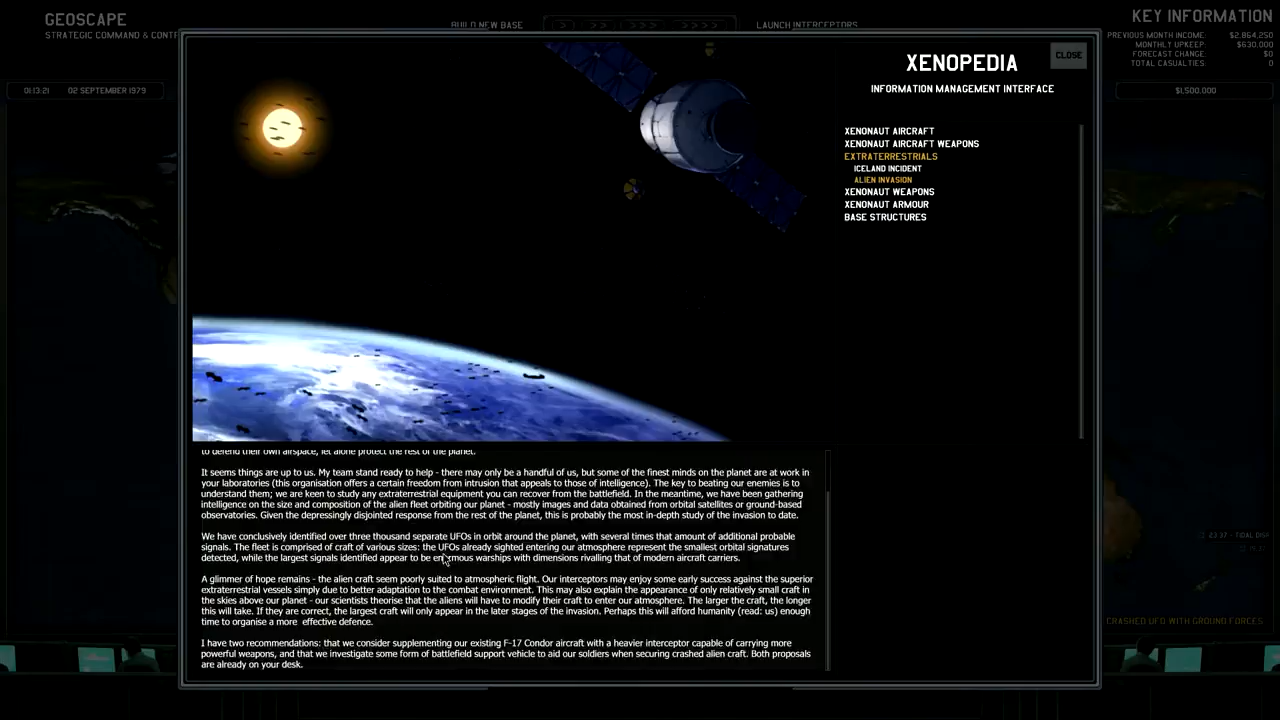 GEOSCAPE
STRATEGIC COMMAND & CONT
BUILD NEW BASE
LAUNCH INTERCEPTORS
KEY INFORMATION
PREVIOUS MONTH INCOME: $2,864,250
MONTHLY UPKEEP: $630,000
FORECAST CHANGE: $0
TOTAL CASUALTIES: 0
01:13:21 02 SEPTEMBER 1979
$1,500,000
XENOPEDIA
CLOSE
INFORMATION MANAGEMENT INTERFACE
XENONAUT AIRCRAFT
XENONAUT AIRCRAFT WEAPONS
EXTRATERRESTRIALS
ICELAND INCIDENT
ALIEN INVASION
XENONAUT WEAPONS
XENONAUT ARMOUR
BASE STRUCTURES
to defend their own airspace, let alone protect the rest of the planet.
It seems things are up to us. My team stand ready to help - there may only be a handful of us, but some of the finest minds on the planet are at work in
your laboratories (this organisation offers a certain freedom from intrusion that appeals to those of intelligence). The key to beating our enemies is to
understand them; we are keen to study any extraterrestrial equipment you can recover from the battlefield. In the meantime, we have been gathering
intelligence on the size and composition of the alien fleet orbiting our planet - mostly images and data obtained from orbital satellites or ground-based
observatories. Given the depressingly disjointed response from the rest of the planet, this is probably the most in-depth study of the invasion to date.
We have conclusively identified over three thousand separate UFOs in orbit around the planet, with several times that amount of additional probable
signals. The fleet is comprised of craft of various sizes: the UFOs already sighted entering our atmosphere represent the smallest orbital signatures
detected, while the largest signals identified appear to be enormous warships with dimensions rivalling that of modern aircraft carriers.
A glimmer of hope remains - the alien craft seem poorly suited to atmospheric flight. Our interceptors may enjoy some early success against the superior
extraterrestrial vessels simply due to better adaptation to the combat environment. This may also explain the appearance of only relatively small craft in
the skies above our planet - our scientists theorise that the aliens will have to modify their craft to enter our atmosphere. The larger the craft, the longer
this will take. If they are correct, the largest craft will only appear in the later stages of the invasion. Perhaps this will afford humanity (read: us) enough
time to organise a more effective defence.
I have two recommendations: that we consider supplementing our existing F-17 Condor aircraft with a heavier interceptor capable of carrying more
powerful weapons, and that we investigate some form of battlefield support vehicle to aid our soldiers when securing crashed alien craft. Both proposals
are already on your desk.
CRASHED UFO WITH GROUND FORCES